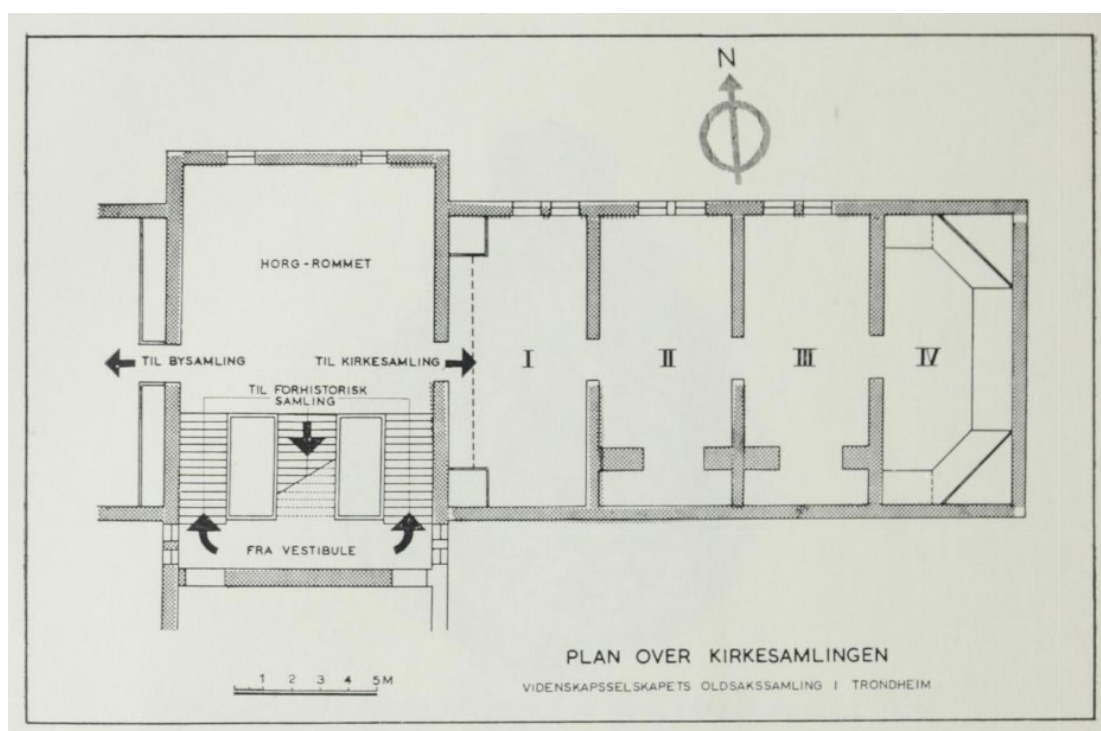 N
HORG-ROMMET
TIL BYSAMLING
TIL KIRKESAMLING
I
II
III
IV
TIL FORHISTORISK
SAMLING
FRA VESTIBULE
PLAN OVER KIRKESAMLINGEN
VIDENSKAPSSELSKAPETS OLDSAKSSAMLING I TRONDHEIM
1 2 3 4 5M